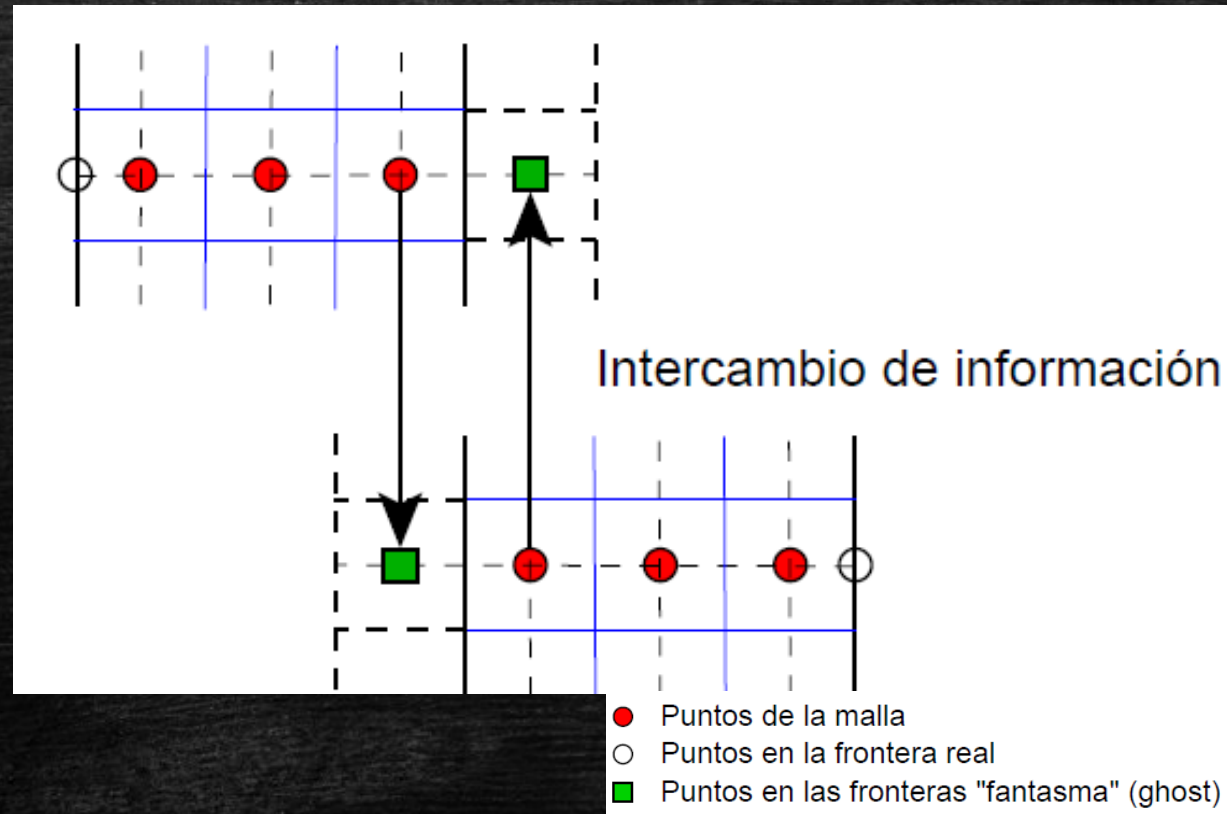 Intercambio de información
Puntos de la malla
Puntos en la frontera real
Puntos en las fronteras "fantasma" (ghost)